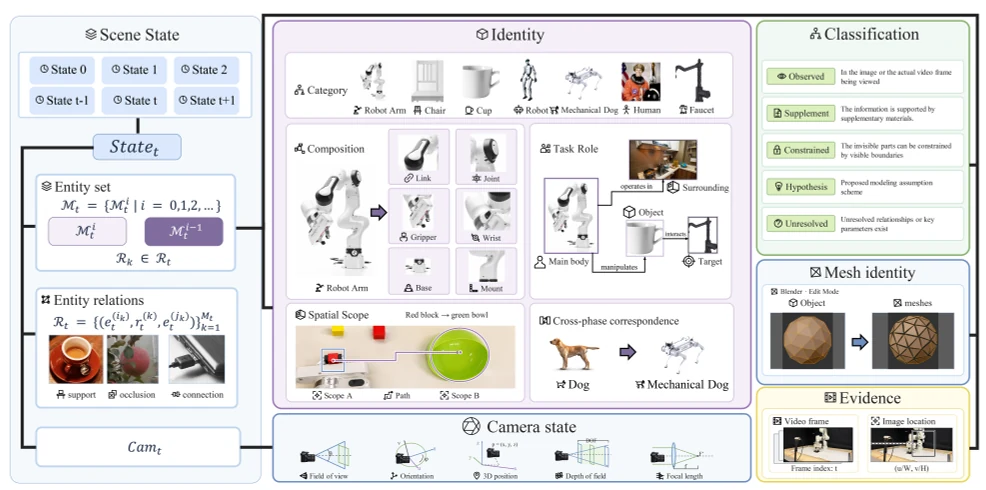 Scene State
State 0
State 1
State 2
State t-1
State t
State t+1
State_t
Entity set
M_t = {M_t^i | i = 0,1,2, ...}
M_t^i
M_t^{i-1}
R_k ∈ R_t
Entity relations
R_t = {(e_t^{(i_k)}, r_t^{(k)}, e_t^{(j_k)})}_{k=1}^{M_t}
support
occlusion
connection
Cam_t
Identity
Category
Robot Arm
Chair
Cup
Robot
Mechanical Dog
Human
Faucet
Composition
Robot Arm
Link
Joint
Gripper
Wrist
Base
Mount
Task Role
operates in
Surrounding
Object
interacts
Main body
manipulates
Target
Spatial Scope
Red block → green bowl
Scope A
Path
Scope B
Cross-phase correspondence
Dog
Mechanical Dog
Camera state
Field of view
Orientation
3D position
Depth of field
Focal length
Classification
Observed
In the image or the actual video frame
being viewed
Supplement
The information is supported by
supplementary materials.
Constrained
The invisible parts can be constrained
by visible boundaries
Hypothesis
Proposed modeling assumption
scheme
Unresolved
Unresolved relationships or key
parameters exist
Mesh identity
Blender · Edit Mode
Object
meshes
Evidence
Video frame
Image location
Frame index: t
(u/W, v/H)